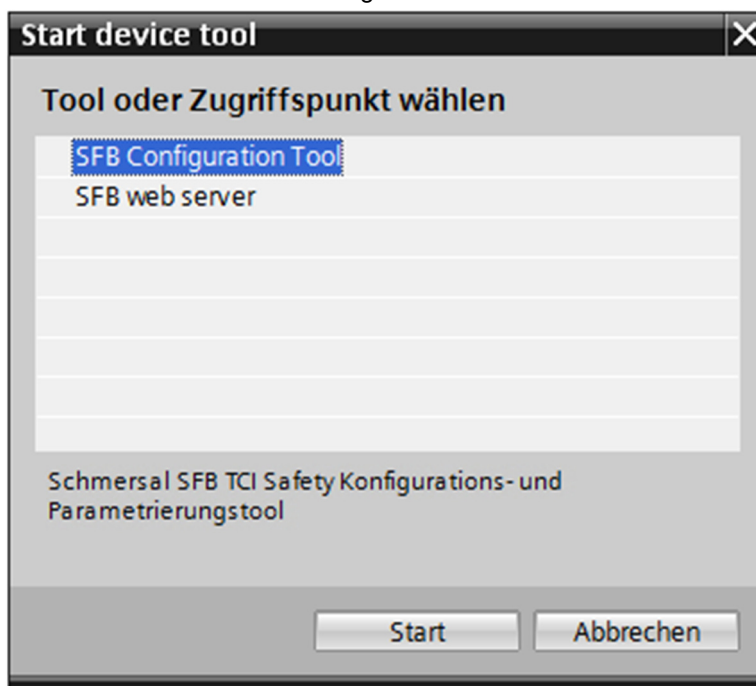 Start device tool
Tool oder Zugriffspunkt wählen
SFB Configuration Tool
SFB web server
Schmersal SFB TCI Safety Konfigurations- und
Parametrierungstool
Start Abbrechen